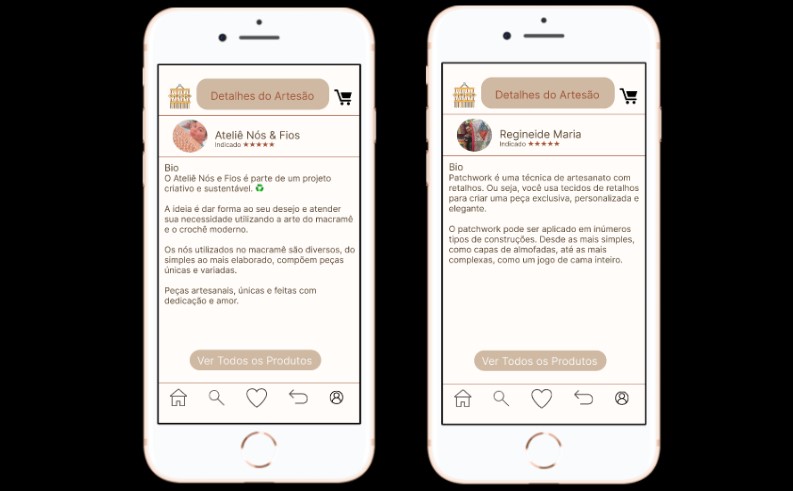 Detalhes do Artesão
Ateliê Nós & Fios
Indicado ★★★★★
Bio
O Ateliê Nós e Fios é parte de um projeto
criativo e sustentável. ♻
A ideia é dar forma ao seu desejo e atender
sua necessidade utilizando a arte do macramê
e o crochê moderno.
Os nós utilizados no macramê são diversos, do
simples ao mais elaborado, compõem peças
únicas e variadas.
Peças artesanais, únicas e feitas com
dedicação e amor.
Ver Todos os Produtos
Detalhes do Artesão
Regineide Maria
Indicado ★★★★★
Bio
Patchwork é uma técnica de artesanato com
retalhos. Ou seja, você usa tecidos de retalhos
para criar uma peça exclusiva, personalizada e
elegante.
O patchwork pode ser aplicado em inúmeros
tipos de construções. Desde as mais simples,
como capas de almofadas, até as mais
complexas, como um jogo de cama inteiro.
Ver Todos os Produtos